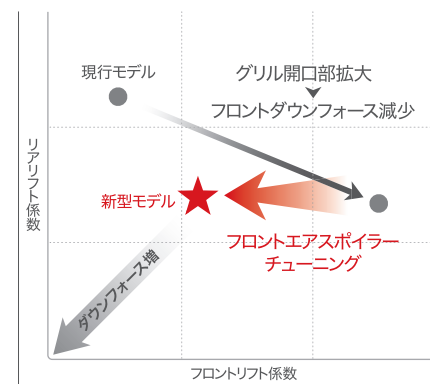 現行モデル
グリル開口部拡大
フロントダウンフォース減少
リアリフト係数
新型モデル
フロントエアスポイラー
チューニング
ダウンフォース増
フロントリフト係数